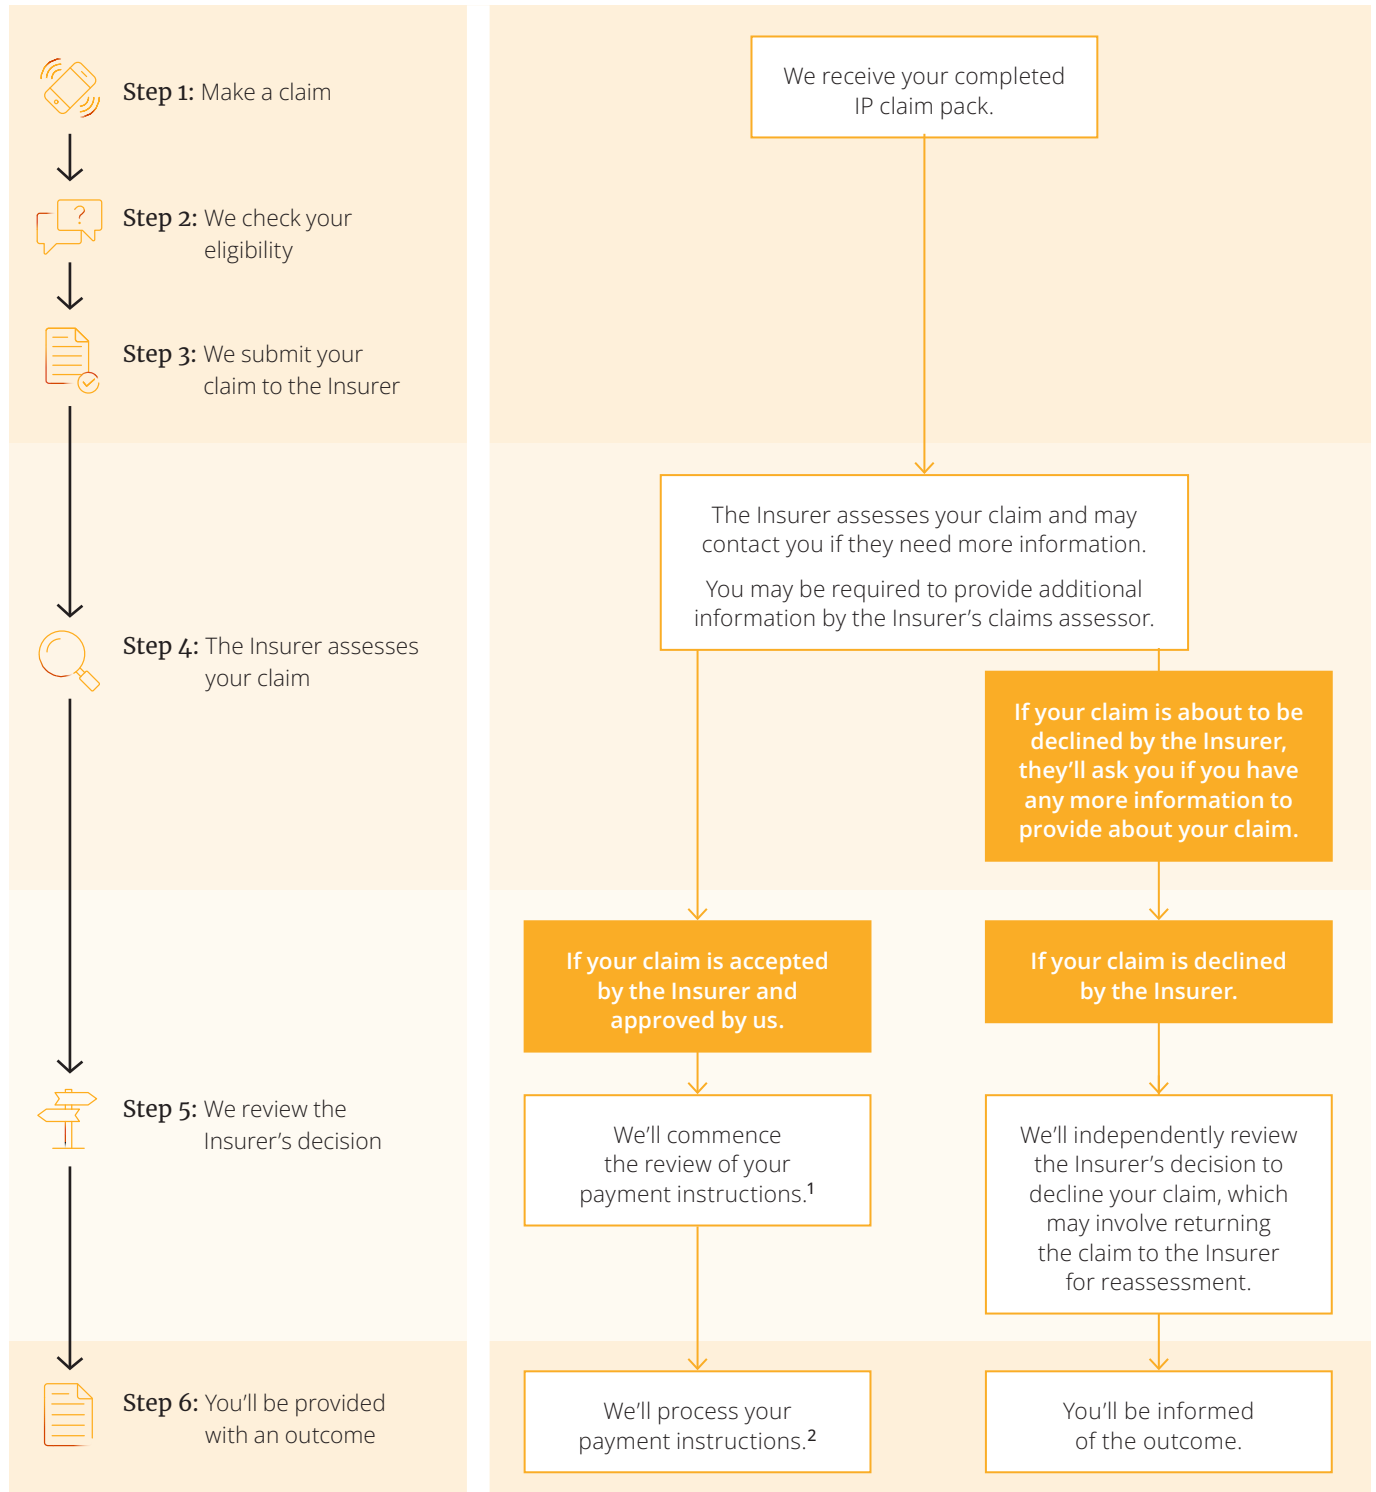 Step 1: Make a claim
Step 2: We check your
eligibility
Step 3: We submit your
claim to the Insurer
Step 4: The Insurer assesses
your claim
Step 5: We review the
Insurer’s decision
Step 6: You’ll be provided
with an outcome
We receive your completed
IP claim pack.
The Insurer assesses your claim and may
contact you if they need more information.
You may be required to provide additional
information by the Insurer’s claims assessor.
If your claim is about to be
declined by the Insurer,
they’ll ask you if you have
any more information to
provide about your claim.
If your claim is accepted
by the Insurer and
approved by us.
We’ll commence
the review of your
payment instructions.¹
We’ll process your
payment instructions.²
If your claim is declined
by the Insurer.
We’ll independently review
the Insurer’s decision to
decline your claim, which
may involve returning
the claim to the Insurer
for reassessment.
You’ll be informed
of the outcome.